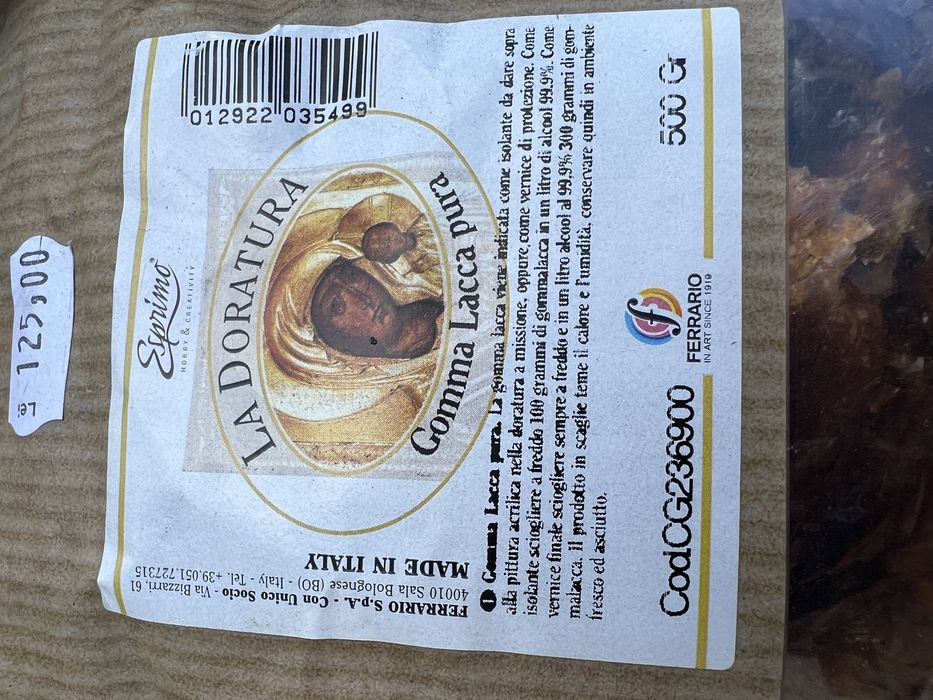 Lei 125,00
Esprimo®
HOBBY & CREATIVITY
012922 035499
LA DORATURA
Gomma Lacca pura
FERRARIO S.p.A. - Con Unico Socio - Via Bizzarri, 61
40010 Sala Bolognese (BO) - Italy - Tel. +39.051.727315
MADE IN ITALY
I Gomma Lacca pura. La gomma lacca viene indicata come isolante da dare sopra
alla pittura acrilica nella doratura a missione, oppure, come vernice di protezione. Come
isolante sciogliere a freddo 100 grammi di gommalacca in un litro di alcool 99.9%. Come
vernice finale sciogliere sempre a freddo e in un litro alcool al 99.9% 300 grammi di gom-
malacca. il prodotto in scaglie teme il calore e l'umidità, conservare quindi in ambiente
fresco ed asciutto.
Cod.CG236900
FERRARIO
IN ART SINCE 1919
500 Gr